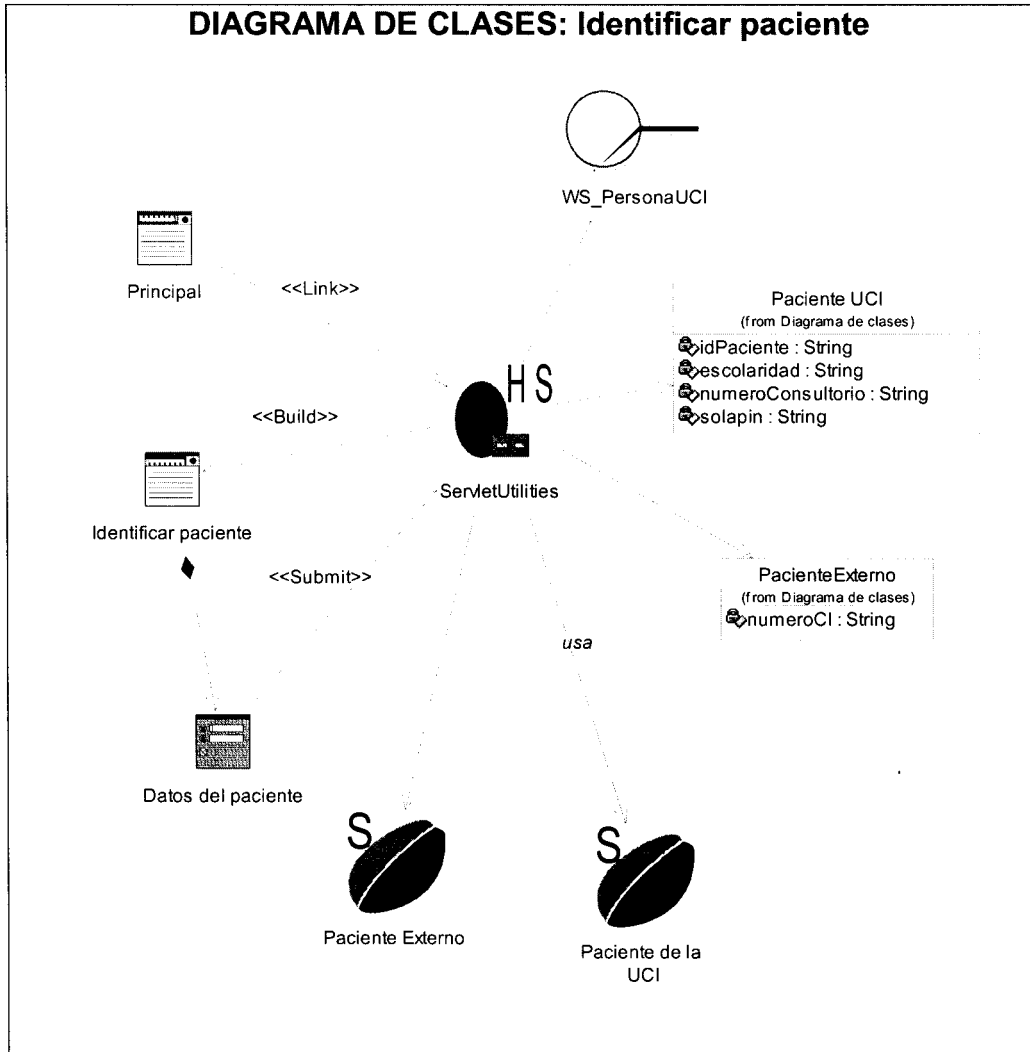 DIAGRAMA DE CLASES: Identificar paciente
WS_PersonaUCI
Principal
<<Link>>
Paciente UCI
(from Diagrama de clases)
idPaciente : String
escolaridad : String
numeroConsultorio : String
solapin : String
H S
<<Build>>
ServletUtilities
Identificar paciente
<<Submit>>
PacienteExterno
(from Diagrama de clases)
numeroCI : String
usa
Datos del paciente
S
Paciente Externo
S
Paciente de la
UCI